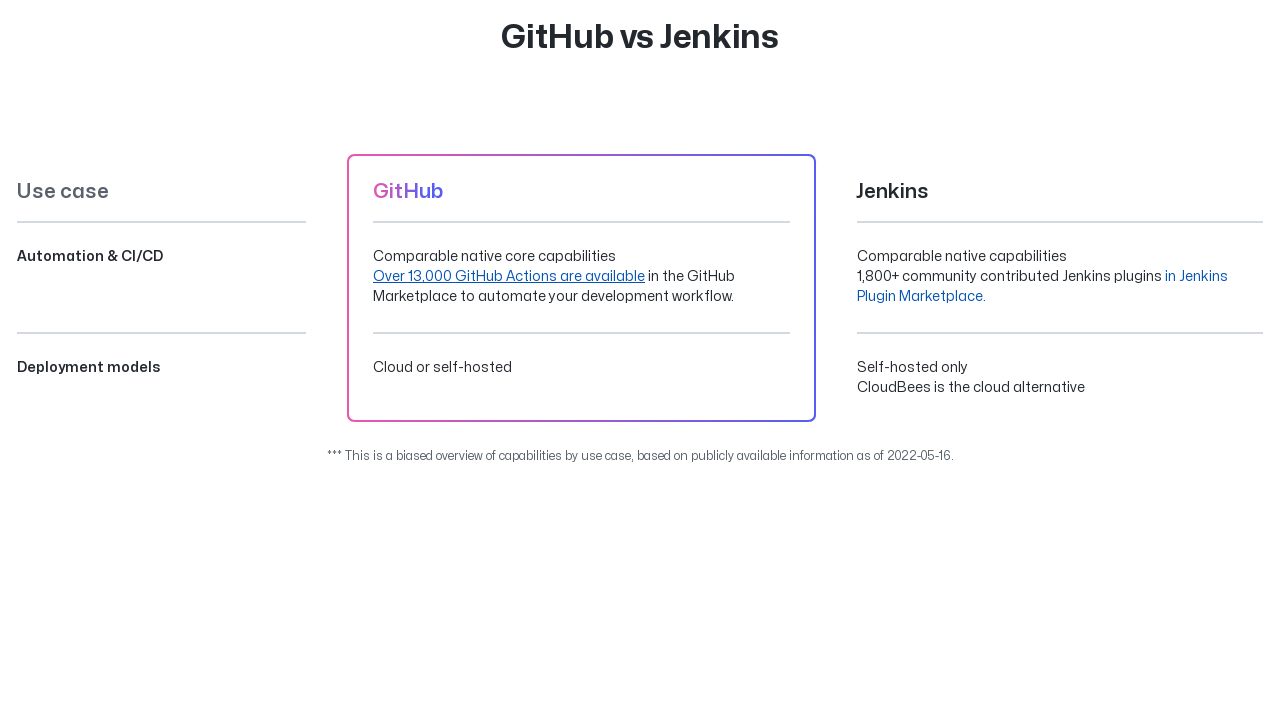 GitHub vs Jenkins
Use case
GitHub
Jenkins
Automation & CI/CD
Comparable native core capabilities
Over 13,000 GitHub Actions are available in the GitHub
Marketplace to automate your development workflow.
Comparable native capabilities
1,800+ community contributed Jenkins plugins in Jenkins
Plugin Marketplace.
Deployment models
Cloud or self-hosted
Self-hosted only
CloudBees is the cloud alternative
*** This is a biased overview of capabilities by use case, based on publicly available information as of 2022-05-16.